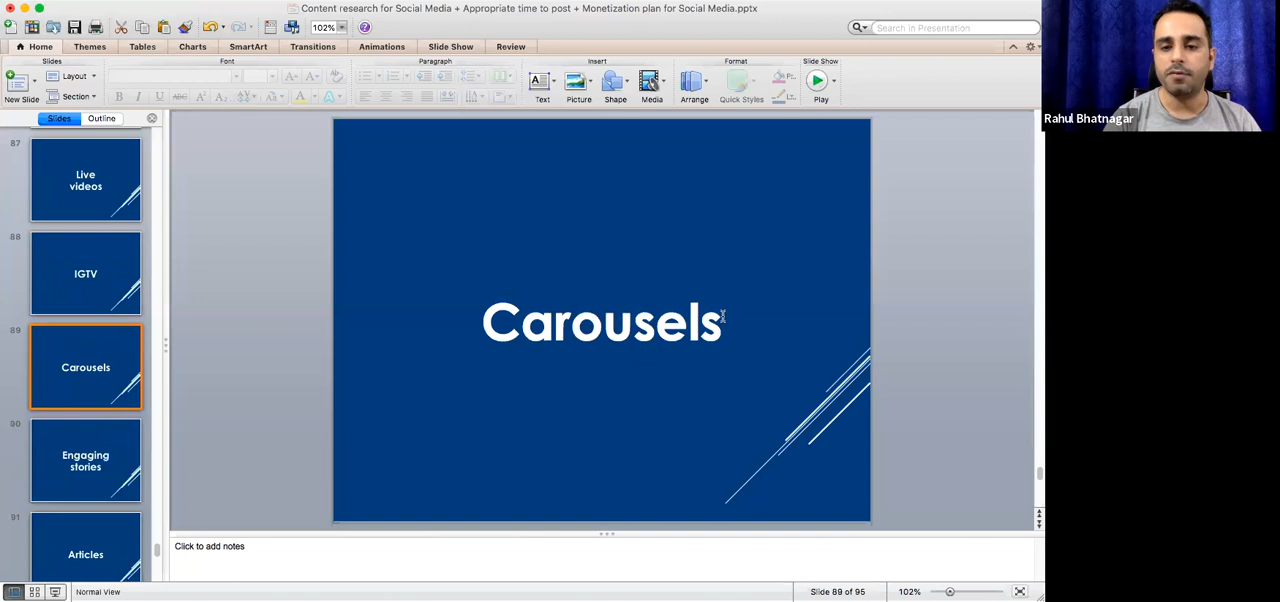 Content research for Social Media + Appropriate time to post + Monetization plan for Social Media.pptx
102%
Search in Presentation
Home
Themes
Tables
Charts
SmartArt
Transitions
Animations
Slide Show
Review
Slides
Font
Paragraph
Insert
Format
Slide Show
New Slide
Layout
Section
Text
Picture
Shape
Media
Arrange
Quick Styles
Play
Slides
Outline
87
Live
videos
88
IGTV
89
Carousels
90
Engaging
stories
91
Articles
Carousels
Click to add notes
Normal View
Slide 89 of 95
102%
Rahul Bhatnagar